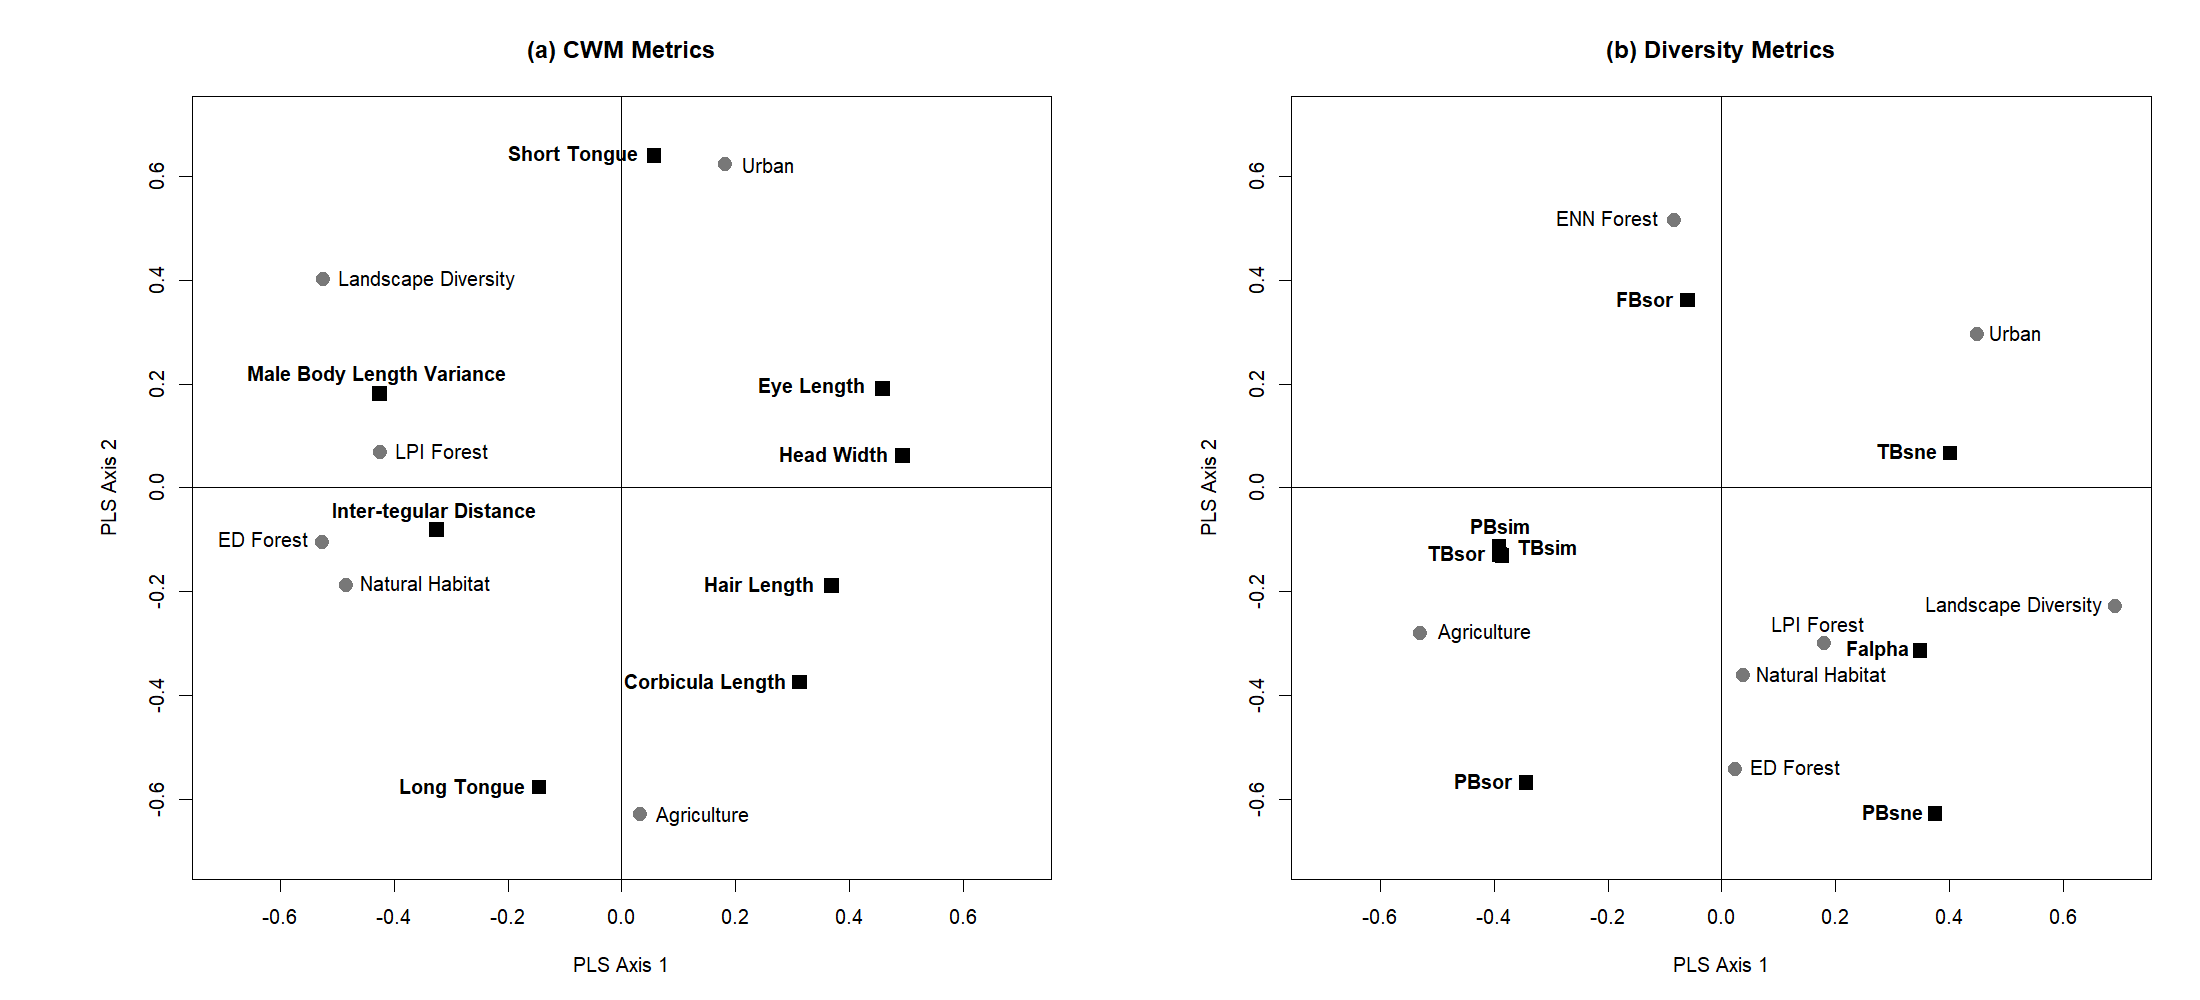 (a) CWM Metrics
Short Tongue
Urban
Landscape Diversity
Male Body Length Variance
Eye Length
LPI Forest
Head Width
Inter-tegular Distance
ED Forest
Natural Habitat
Hair Length
Corbicula Length
Long Tongue
Agriculture
PLS Axis 2
0.6
0.4
0.2
0.0
-0.2
-0.4
-0.6
-0.6 -0.4 -0.2 0.0 0.2 0.4 0.6
PLS Axis 1
(b) Diversity Metrics
ENN Forest
FBsor
Urban
TBsne
PBsim
TBsor TBsim
Landscape Diversity
LPI Forest
Agriculture
Falpha
Natural Habitat
ED Forest
PBsor
PBsne
PLS Axis 2
0.6
0.4
0.2
0.0
-0.2
-0.4
-0.6
-0.6 -0.4 -0.2 0.0 0.2 0.4 0.6
PLS Axis 1